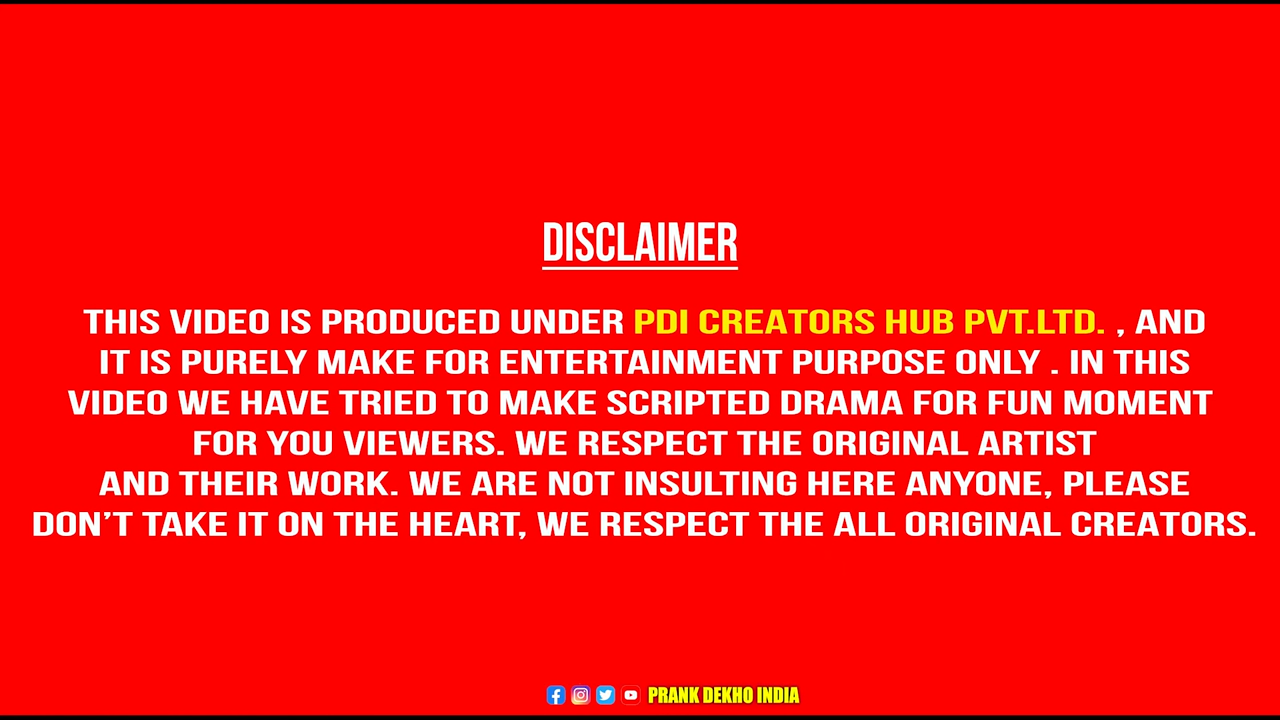 DISCLAIMER
THIS VIDEO IS PRODUCED UNDER PDI CREATORS HUB PVT.LTD. , AND
IT IS PURELY MAKE FOR ENTERTAINMENT PURPOSE ONLY . IN THIS
VIDEO WE HAVE TRIED TO MAKE SCRIPTED DRAMA FOR FUN MOMENT
FOR YOU VIEWERS. WE RESPECT THE ORIGINAL ARTIST
AND THEIR WORK. WE ARE NOT INSULTING HERE ANYONE, PLEASE
DON’T TAKE IT ON THE HEART, WE RESPECT THE ALL ORIGINAL CREATORS.
PRANK DEKHO INDIA